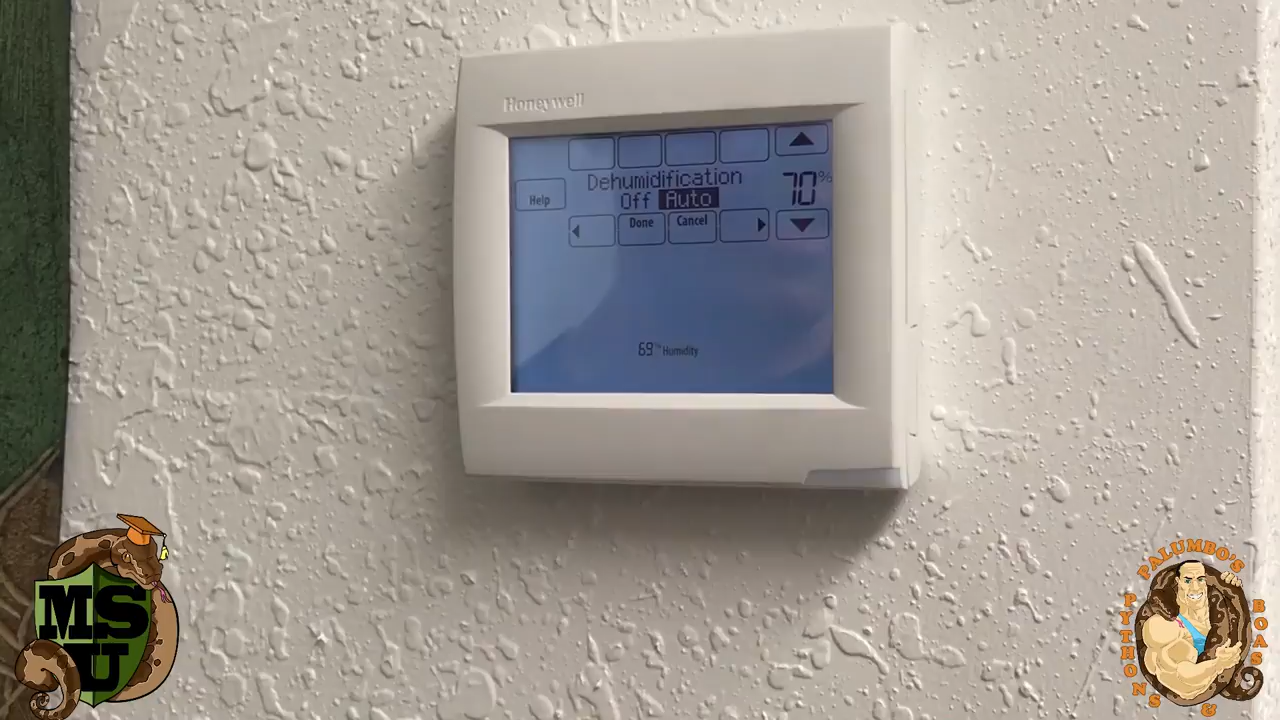 Honeywell
Dehumidification
Help
Off Auto
70%
Done Cancel
69% Humidity
MSU
PALUMBO'S
PYTHONS & BOAS